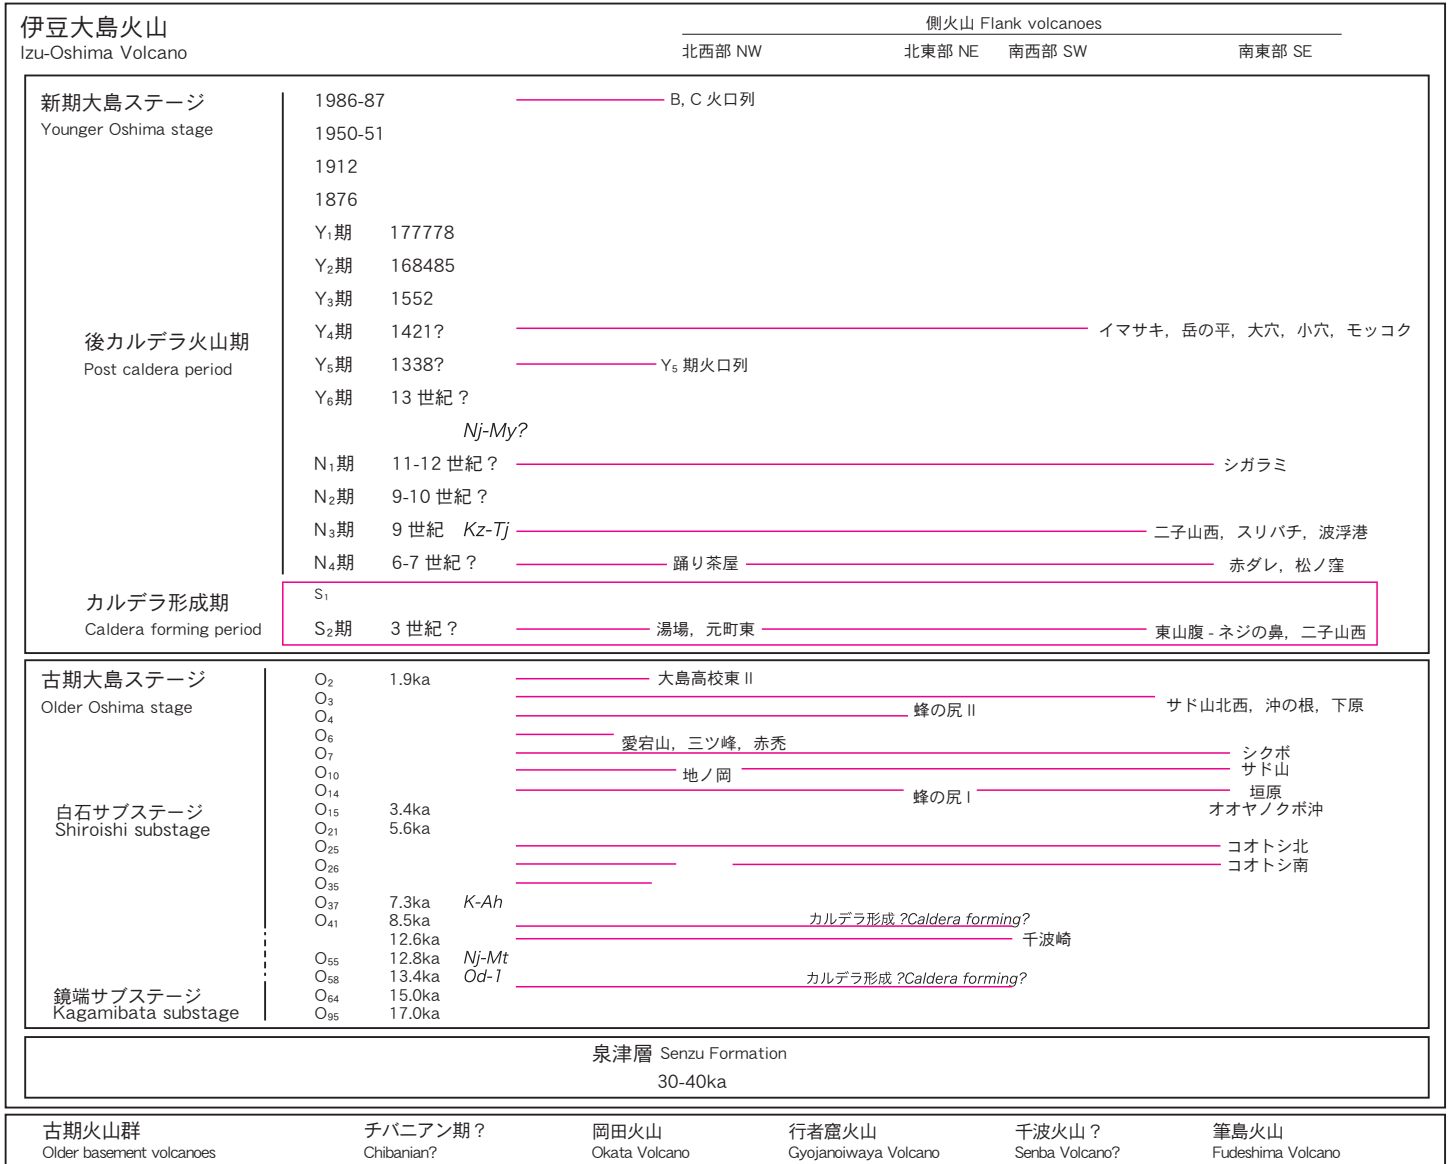 伊豆大島火山
Izu-Oshima Volcano
側火山 Flank volcanoes
北西部 NW 北東部 NE 南西部 SW 南東部 SE
新期大島ステージ
Younger Oshima stage
1986-87 B, C 火口列
1950-51
1912
1876
Y₁期 177778
Y₂期 168485
Y₃期 1552
Y₄期 1421? イマサキ，岳の平，大穴，小穴，モッコク
後カルデラ火山期
Post caldera period
Y₅期 1338? Y₅ 期火口列
Y₆期 13 世紀 ?
Nj-My?
N₁期 11-12 世紀 ? シガラミ
N₂期 9-10 世紀 ?
N₃期 9 世紀 Kz-Tj 二子山西，スリバチ，波浮港
N₄期 6-7 世紀 ? 踊り茶屋 赤ダレ，松ノ窪
カルデラ形成期
Caldera forming period
S₁
S₂期 3 世紀 ? 湯場，元町東 東山腹 - ネジの鼻，二子山西
古期大島ステージ
Older Oshima stage
O₂ 1.9ka 大島高校東 II
O₃ サド山北西，沖の根，下原
O₄ 蜂の尻 II
O₆ 愛宕山，三ツ峰，赤禿
O₇ シクボ
O₁₀ 地ノ岡 サド山
O₁₄ 蜂の尻 I 垣原
白石サブステージ
Shiroishi substage
O₁₅ 3.4ka オオヤノクボ沖
O₂₁ 5.6ka
O₂₅ コオトシ北
O₂₆ コオトシ南
O₃₅
O₃₇ 7.3ka K-Ah
O₄₁ 8.5ka カルデラ形成 ?Caldera forming?
12.6ka 千波崎
O₅₅ 12.8ka Nj-Mt
O₅₈ 13.4ka Od-1 カルデラ形成 ?Caldera forming?
鏡端サブステージ
Kagamibata substage
O₆₄ 15.0ka
O₉₅ 17.0ka
泉津層 Senzu Formation
30-40ka
古期火山群 チバニアン期 ? 岡田火山 行者窟火山 千波火山 ? 筆島火山
Older basement volcanoes Chibanian? Okata Volcano Gyojanoiwaya Volcano Senba Volcano? Fudeshima Volcano